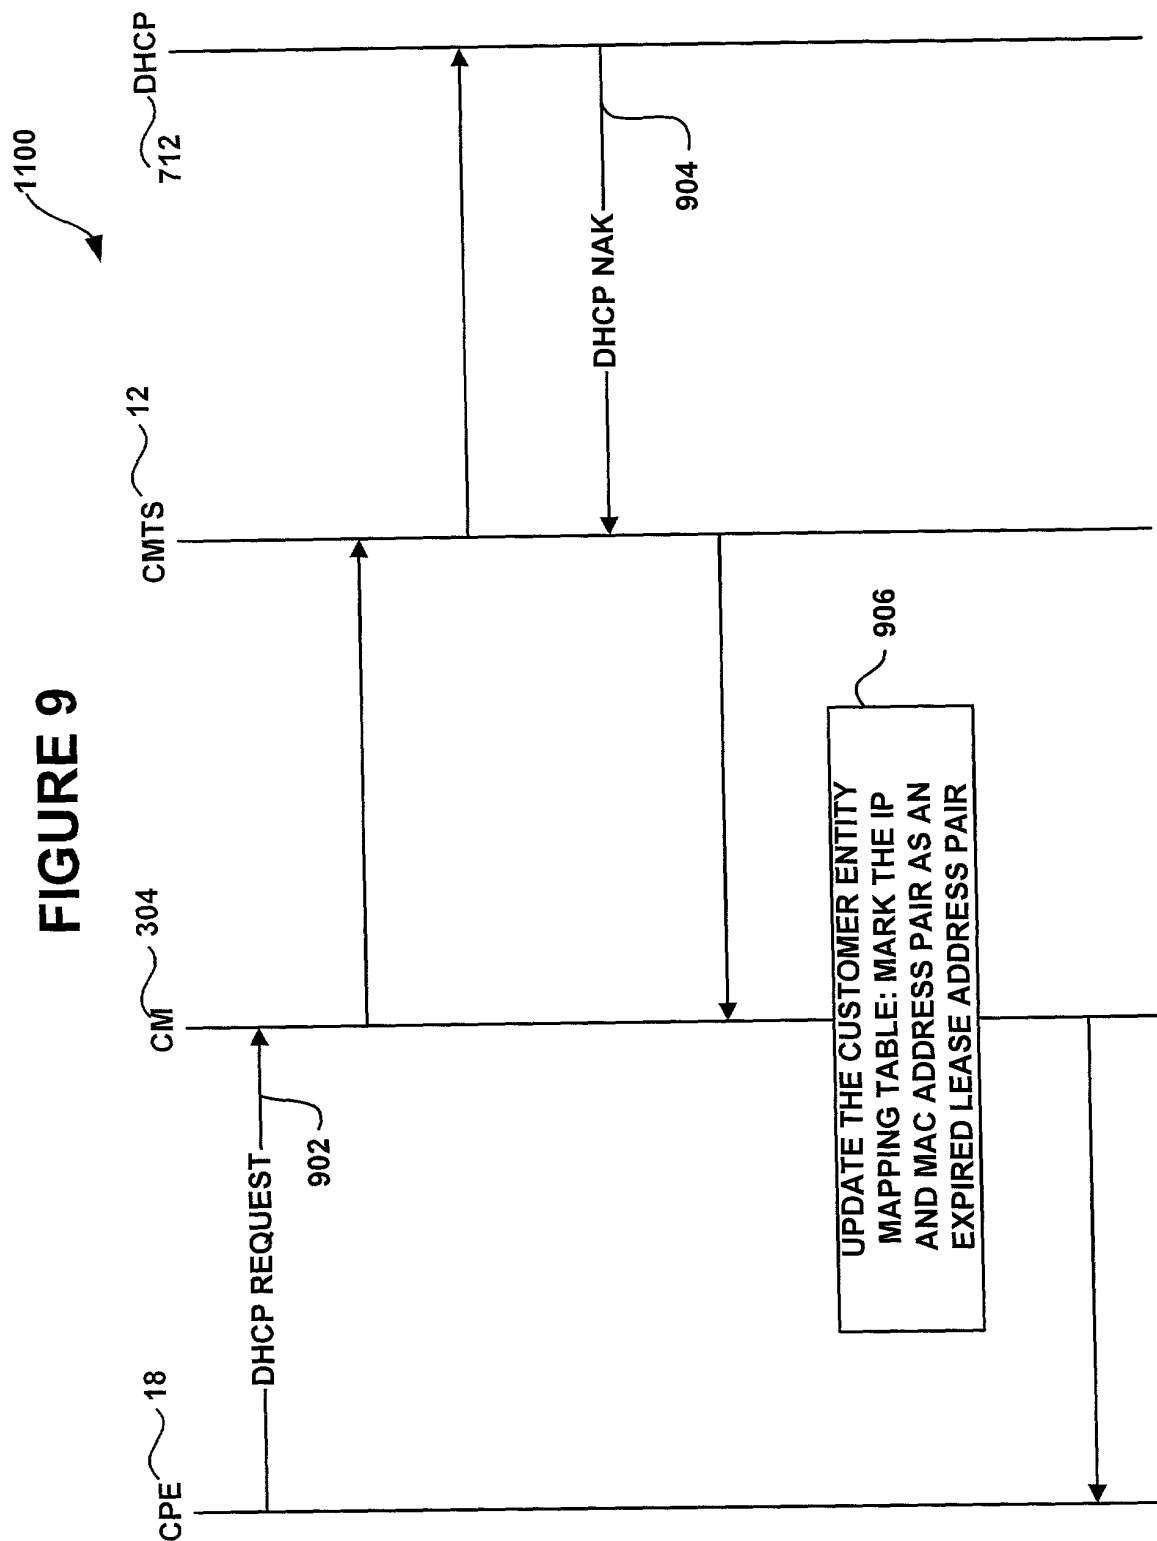 FIGURE 9
1100
CPE 18
CM 304
CMTS 12
712 DHCP
DHCP REQUEST
902
DHCP NAK
904
UPDATE THE CUSTOMER ENTITY
MAPPING TABLE: MARK THE IP
AND MAC ADDRESS PAIR AS AN
EXPIRED LEASE ADDRESS PAIR
906